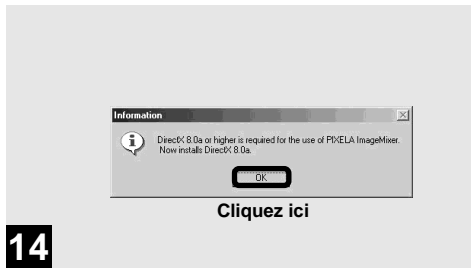 Information
DirectX 8.0a or higher is required for the use of PIXELA ImageMixer.
Now installs DirectX 8.0a.
OK
Cliquez ici
14